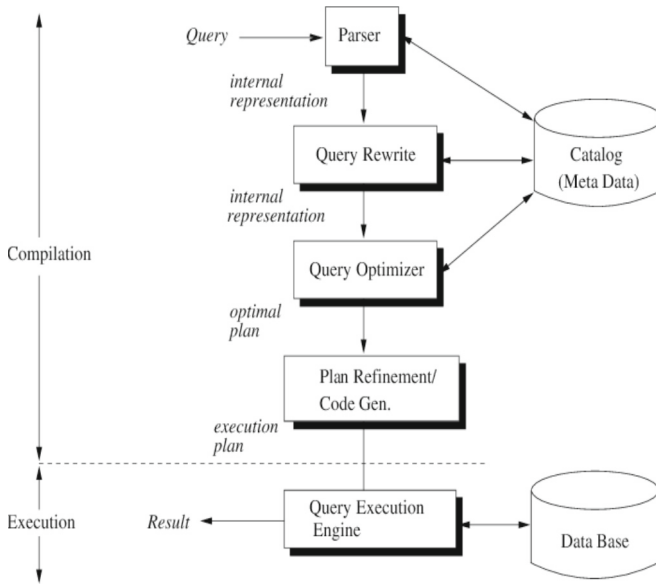 Query
Parser
internal
representation
Query Rewrite
Catalog
(Meta Data)
internal
representation
Compilation
Query Optimizer
optimal
plan
Plan Refinement/
Code Gen.
execution
plan
Execution
Result
Query Execution
Engine
Data Base